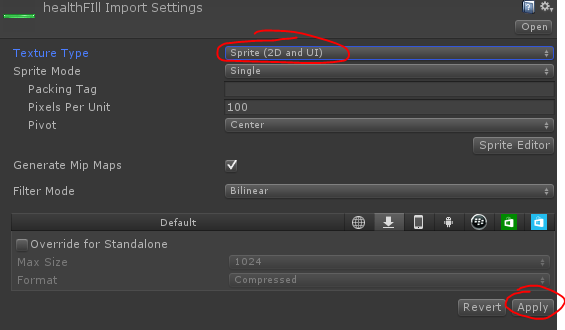 healthFIll Import Settings
Open
Texture Type Sprite (2D and UI)
Sprite Mode Single
Packing Tag
Pixels Per Unit 100
Pivot Center
Sprite Editor
Generate Mip Maps
Filter Mode Bilinear
Default
Override for Standalone
Max Size 1024
Format Compressed
Revert Apply